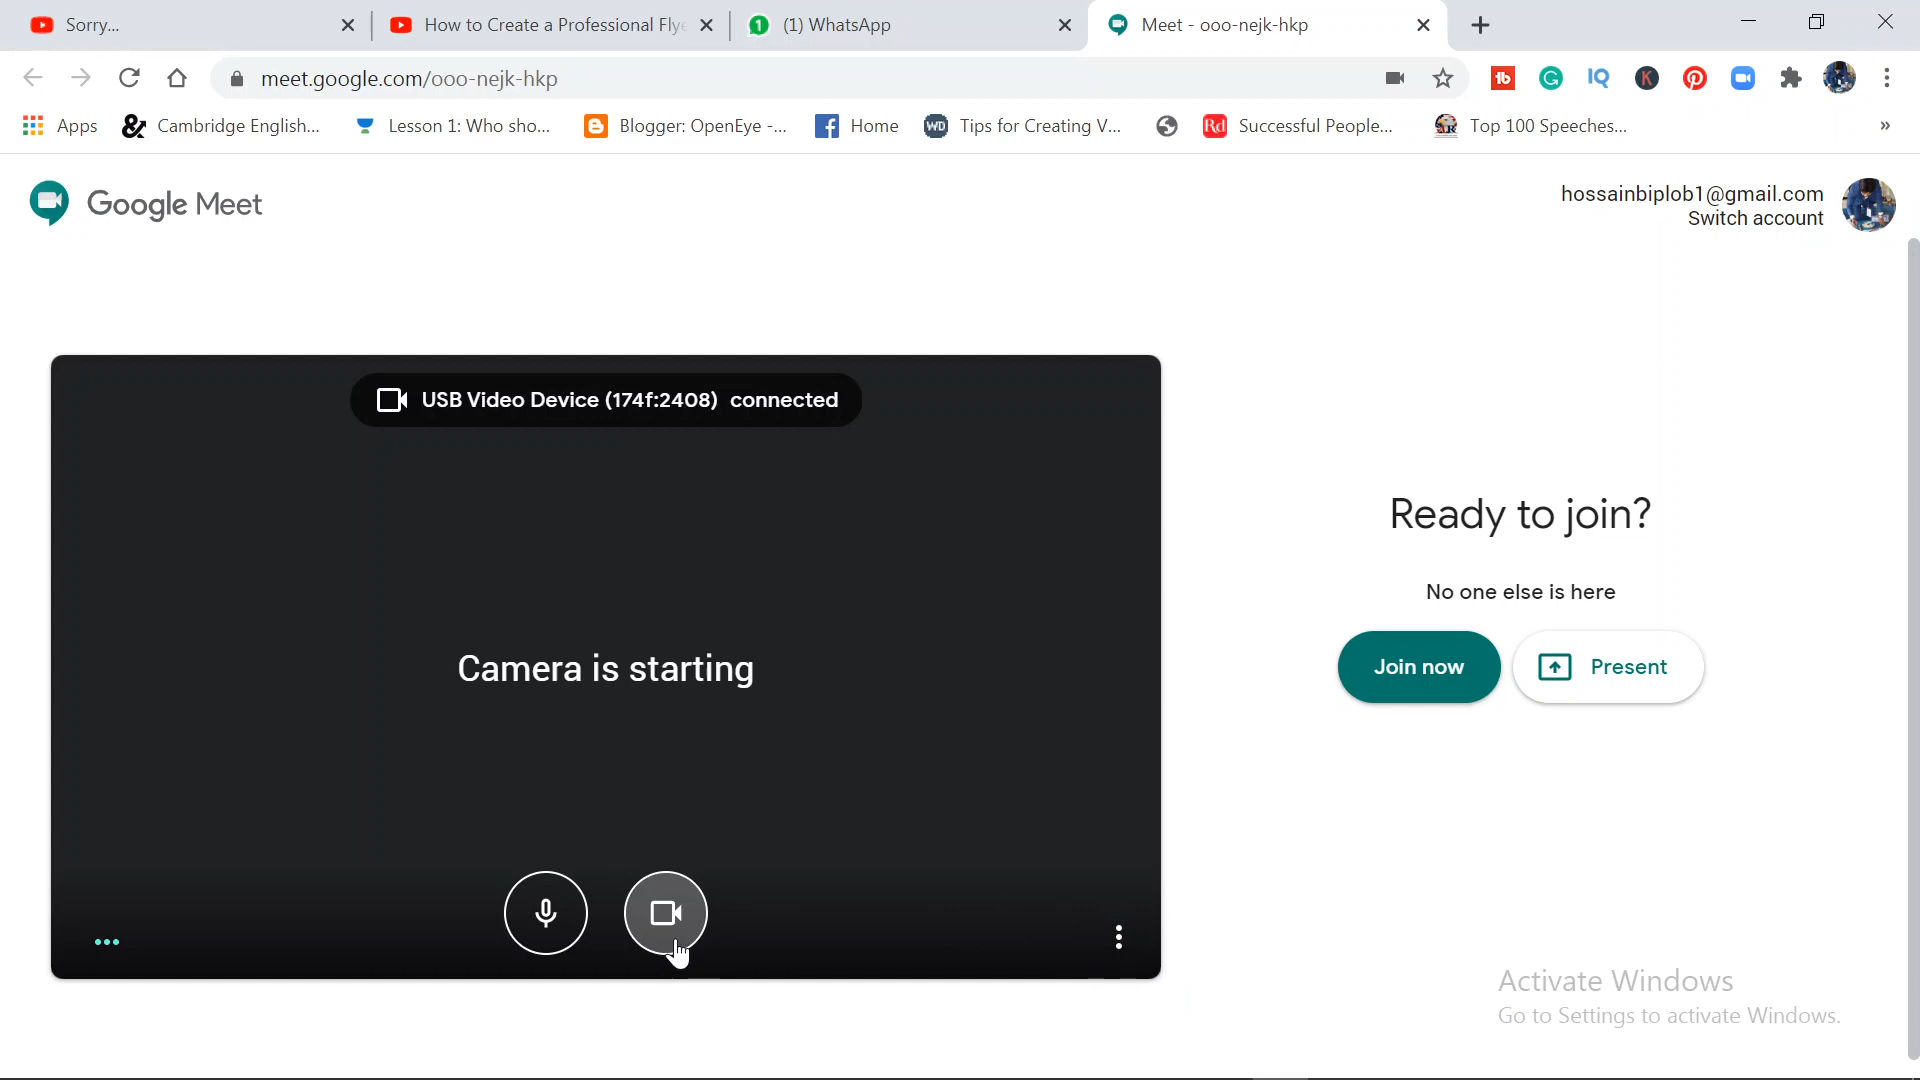 Sorry...
How to Create a Professional Flye
(1) WhatsApp
Meet - ooo-nejk-hkp
meet.google.com/ooo-nejk-hkp
Apps
Cambridge English...
Lesson 1: Who sho...
Blogger: OpenEye -...
Home
WD
Tips for Creating V...
Rd
Successful People...
Top 100 Speeches...
Google Meet
hossainbiplob1@gmail.com
Switch account
USB Video Device (174f:2408) connected
Camera is starting
Ready to join?
No one else is here
Join now
Present
Activate Windows
Go to Settings to activate Windows.